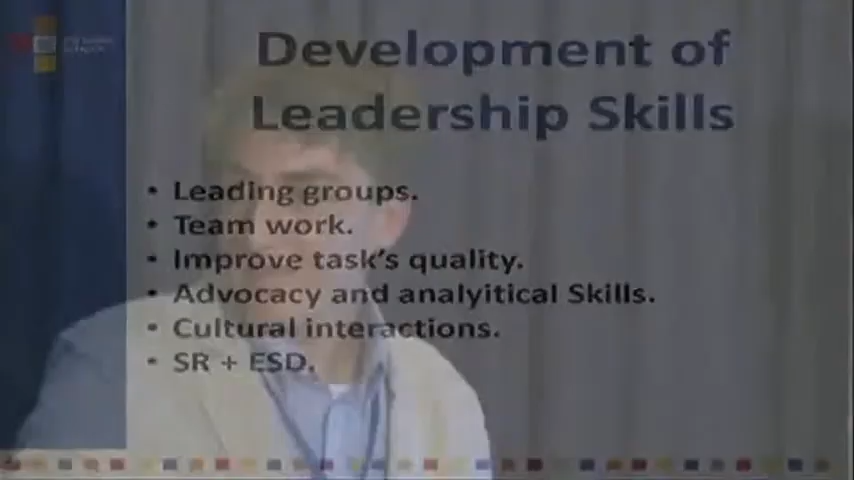 Development of
Leadership Skills
• Leading groups.
• Team work.
• Improve task's quality.
• Advocacy and analyitical Skills.
• Cultural interactions.
• SR + ESD.